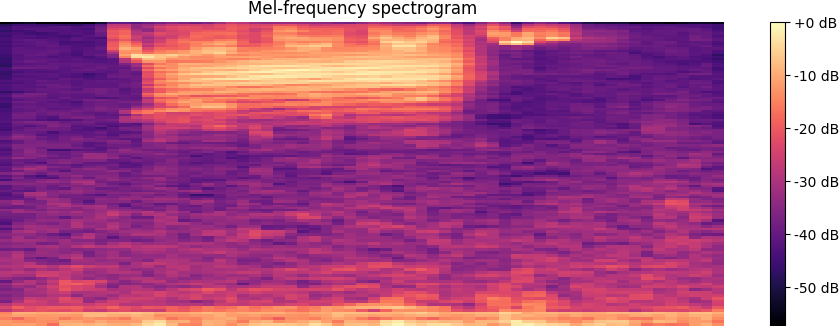 Mel-frequency spectrogram
+0 dB
-10 dB
-20 dB
-30 dB
-40 dB
-50 dB